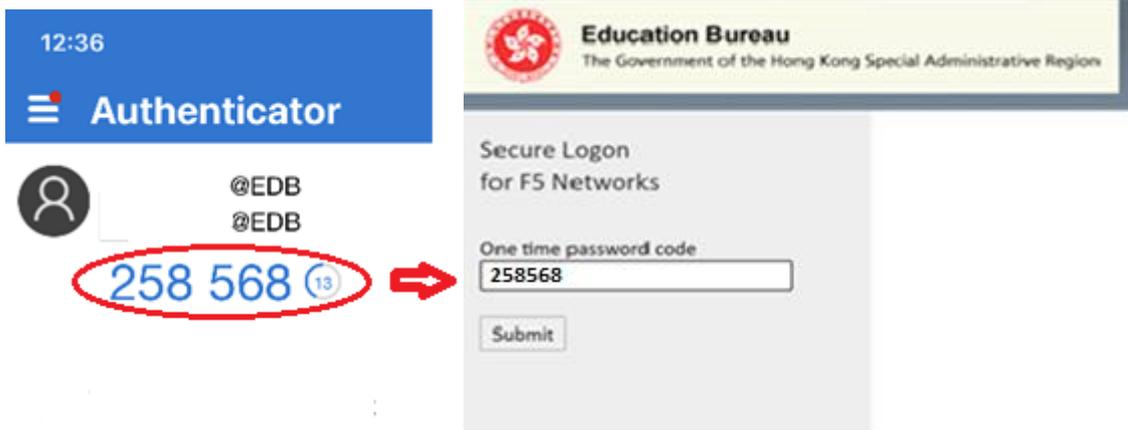 12:36
Authenticator
@EDB
@EDB
258 568 13
Education Bureau
The Government of the Hong Kong Special Administrative Region
Secure Logon
for F5 Networks
One time password code
258568
Submit